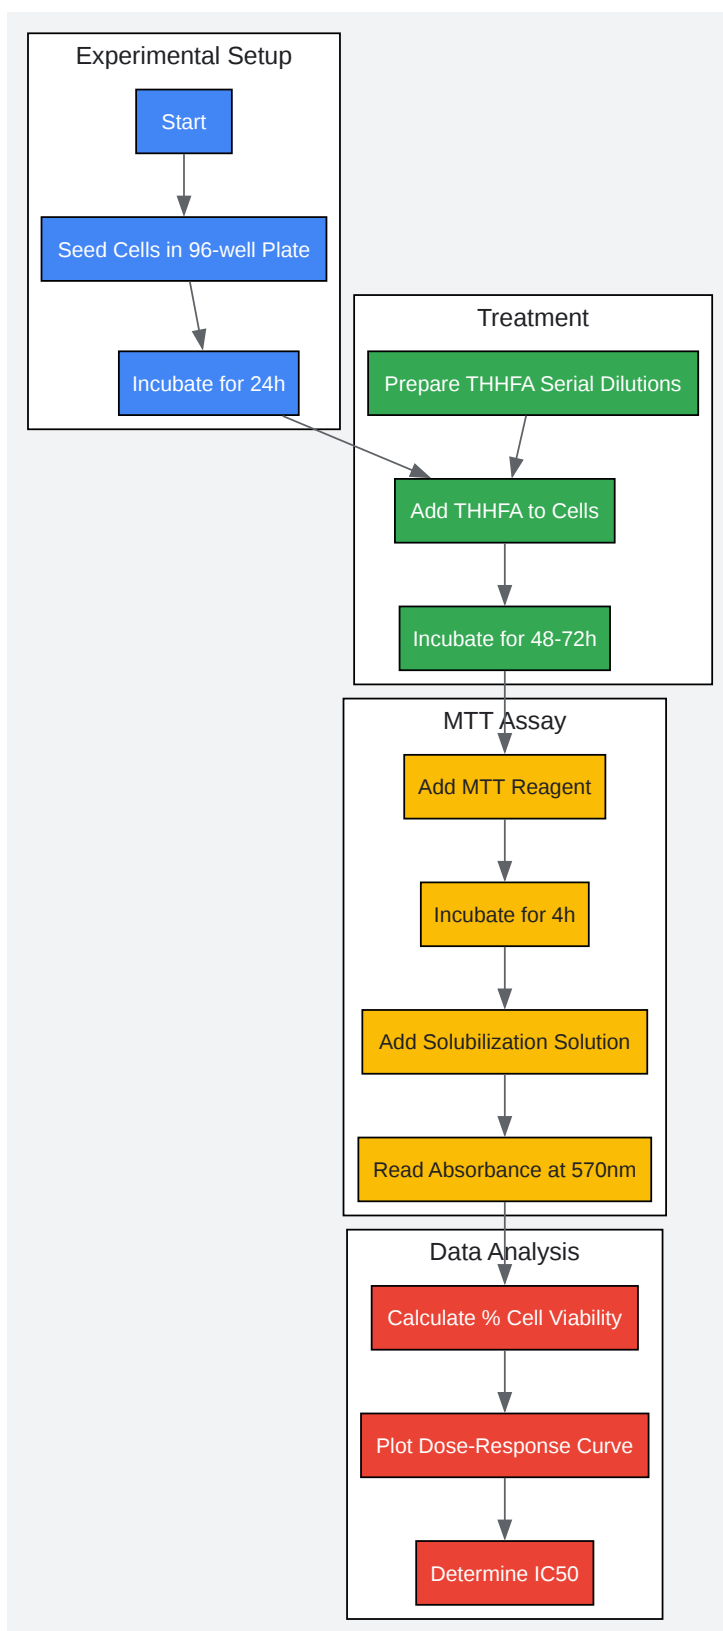 Experimental Setup
Start
Seed Cells in 96-well Plate
Incubate for 24h
Treatment
Prepare THHFA Serial Dilutions
Add THHFA to Cells
Incubate for 48-72h
MTT Assay
Add MTT Reagent
Incubate for 4h
Add Solubilization Solution
Read Absorbance at 570nm
Data Analysis
Calculate % Cell Viability
Plot Dose-Response Curve
Determine IC50